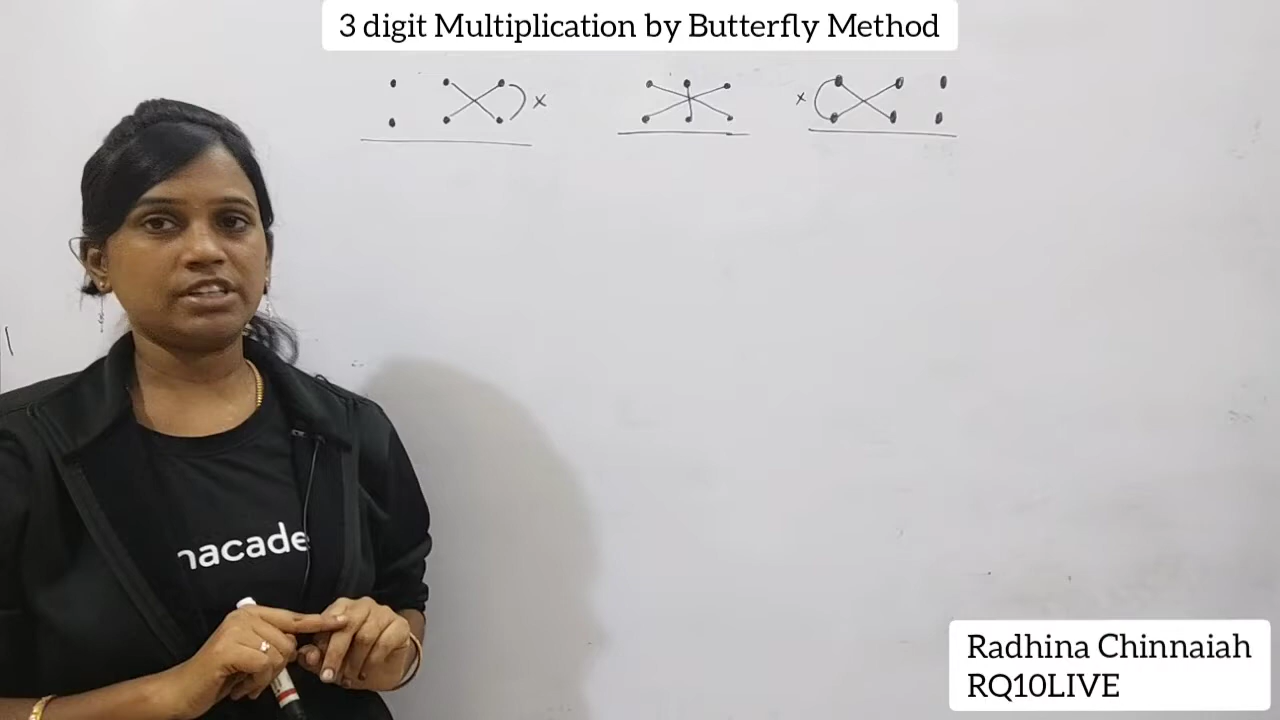 3 digit Multiplication by Butterfly Method
x
x
nacade
Radhina Chinnaiah
RQ10LIVE